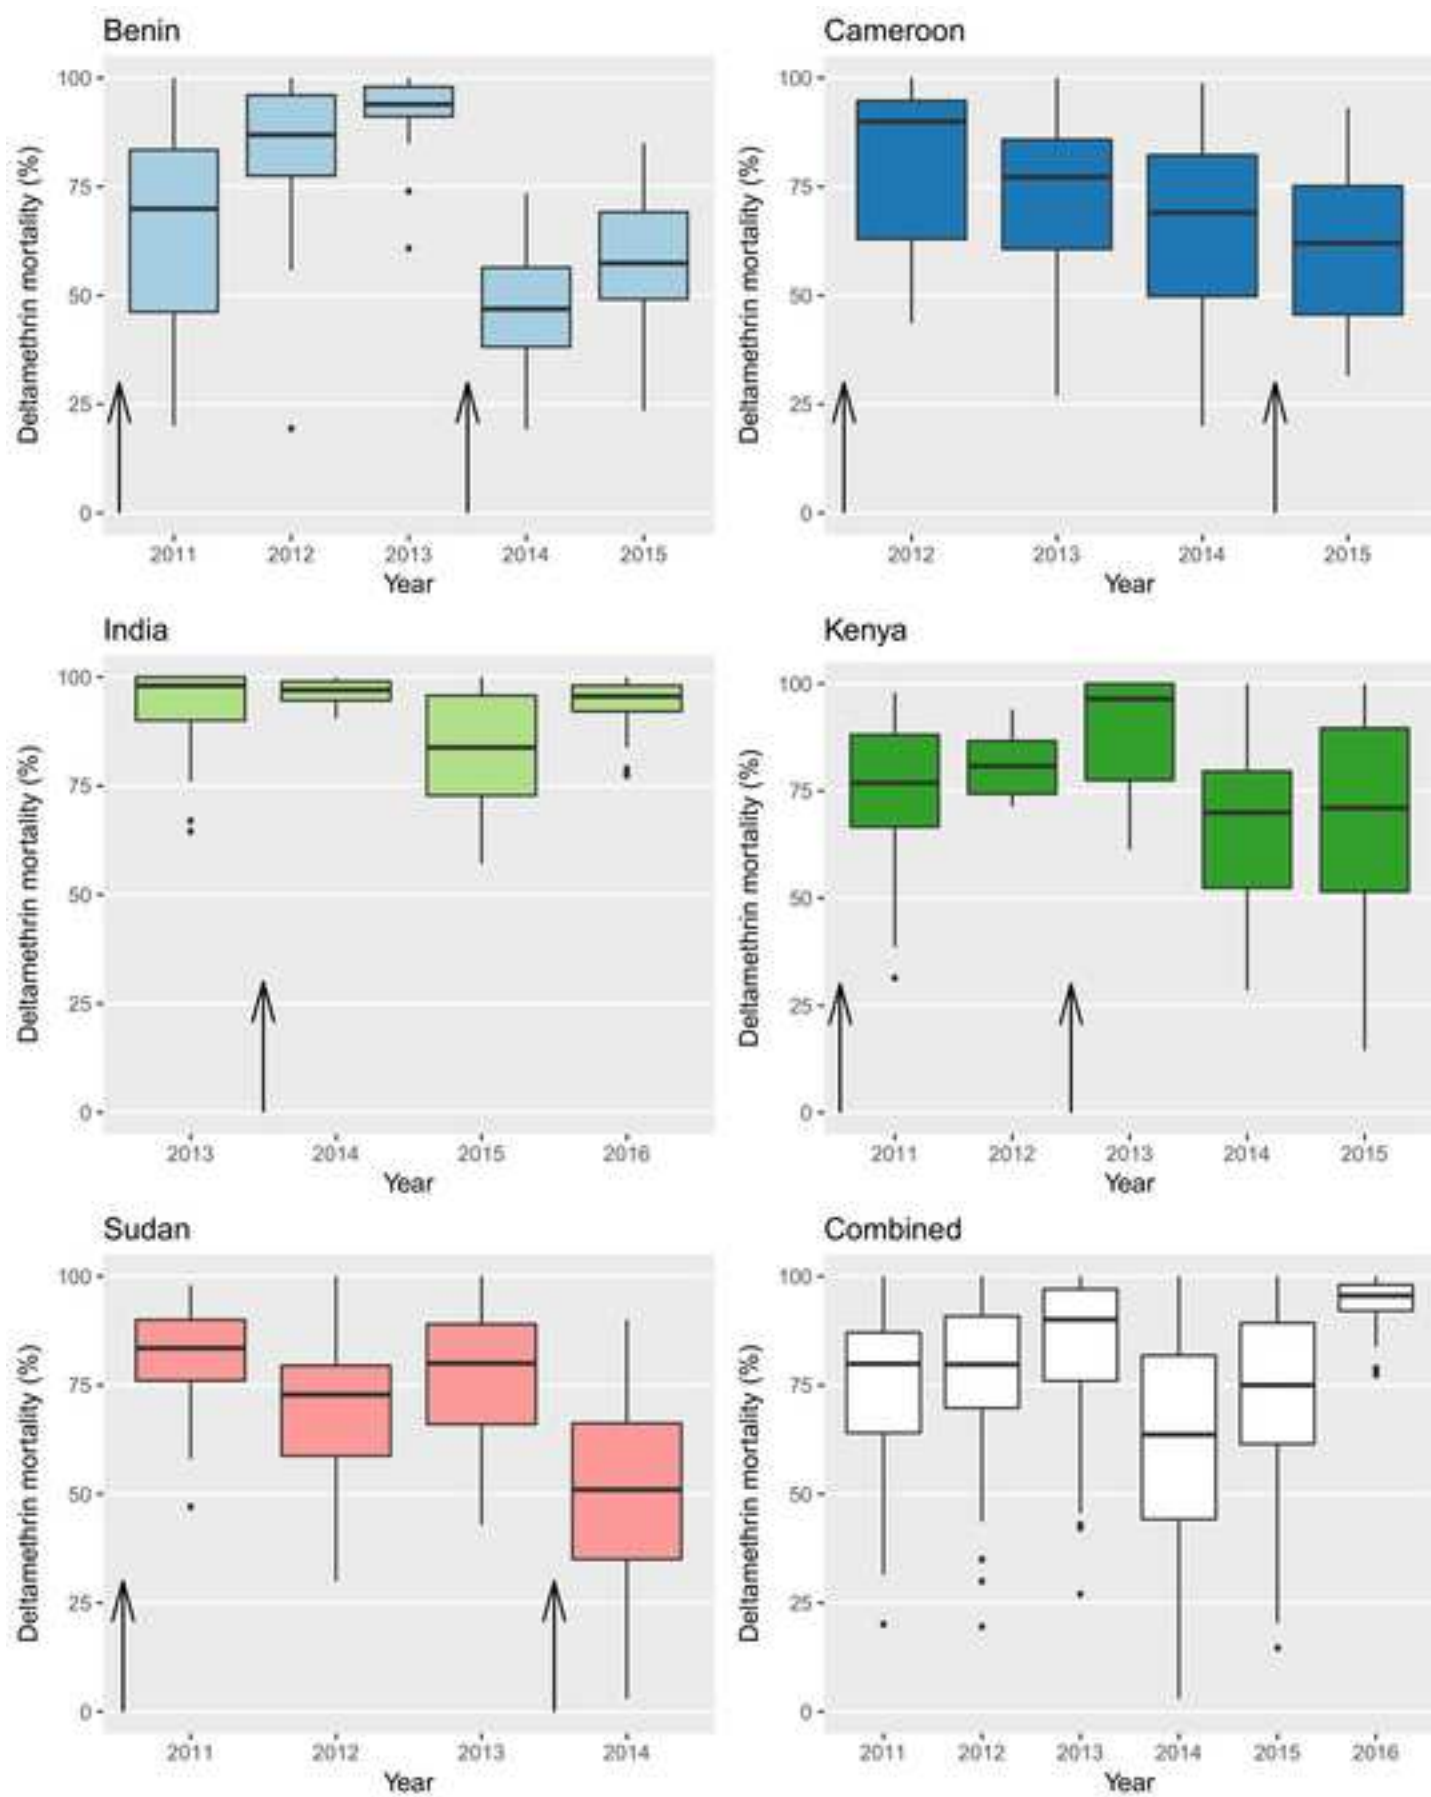 Benin
Deltamethrin mortality (%)
100
75
50
25
0
2011 2012 2013 2014 2015
Year
Cameroon
Deltamethrin mortality (%)
100
75
50
25
0
2012 2013 2014 2015
Year
India
Deltamethrin mortality (%)
100
75
50
25
0
2013 2014 2015 2016
Year
Kenya
Deltamethrin mortality (%)
100
75
50
25
0
2011 2012 2013 2014 2015
Year
Sudan
Deltamethrin mortality (%)
100
75
50
25
0
2011 2012 2013 2014
Year
Combined
Deltamethrin mortality (%)
100
75
50
25
0
2011 2012 2013 2014 2015 2016
Year